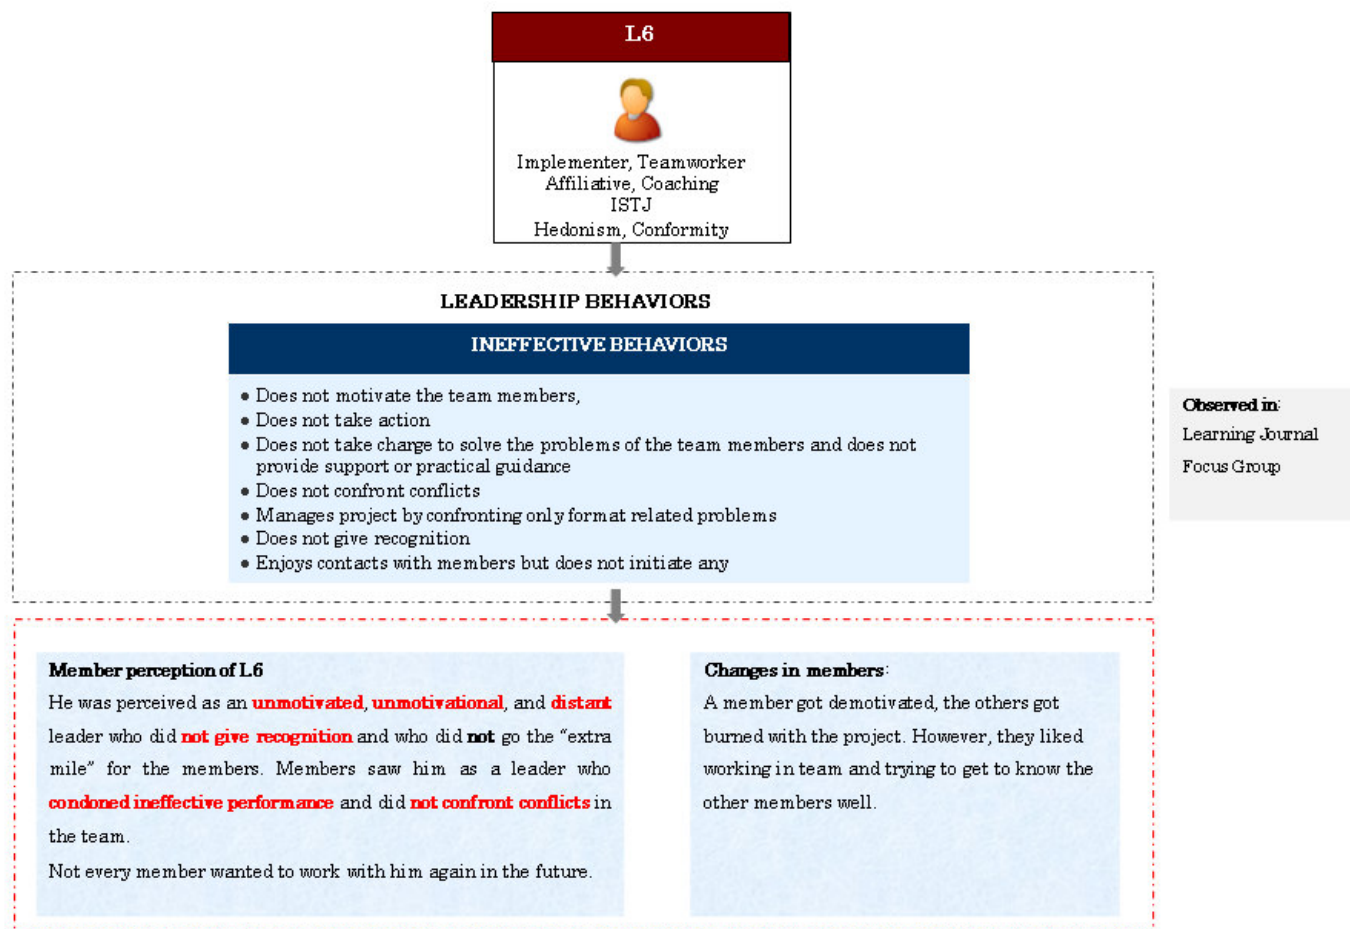 L6
Implementer, Teamworker
Affiliative, Coaching
ISTJ
Hedonism, Conformity
LEADERSHIP BEHAVIORS
INEFFECTIVE BEHAVIORS
● Does not motivate the team members,
● Does not take action
● Does not take charge to solve the problems of the team members and does not
provide support or practical guidance
● Does not confront conflicts
● Manages project by confronting only format related problems
● Does not give recognition
● Enjoys contacts with members but does not initiate any
Observed in:
Learning Journal
Focus Group
Member perception of L6
He was perceived as an unmotivated, unmotivational, and distant
leader who did not give recognition and who did not go the “extra
mile” for the members. Members saw him as a leader who
condoned ineffective performance and did not confront conflicts in
the team.
Not every member wanted to work with him again in the future.
Changes in members:
A member got demotivated, the others got
burned with the project. However, they liked
working in team and trying to get to know the
other members well.